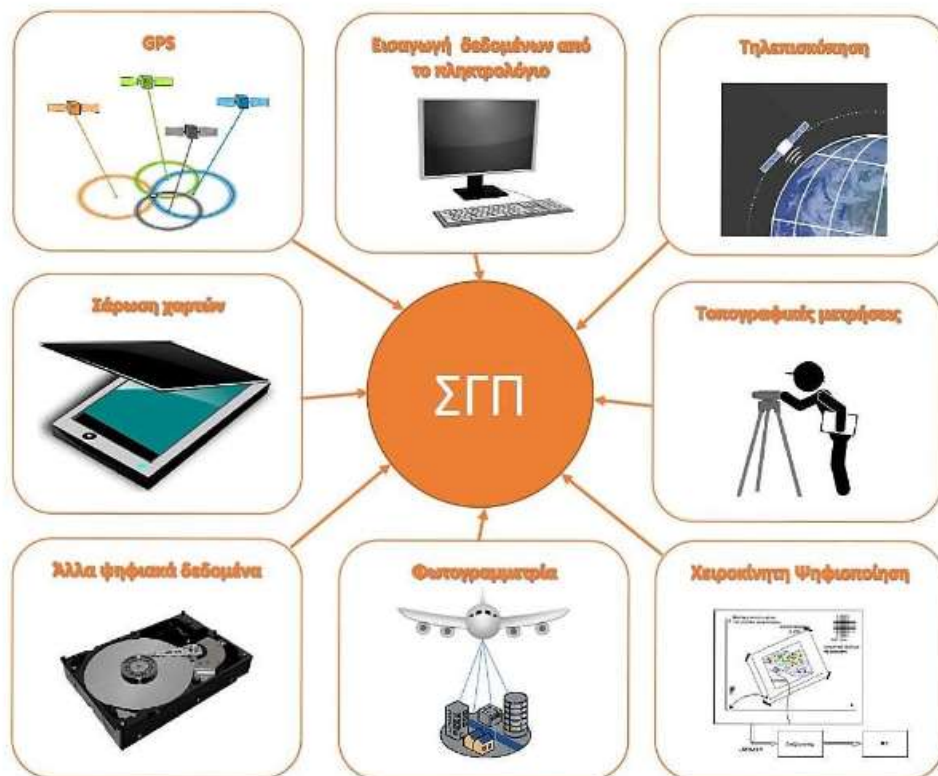 GPS
Εισαγωγή δεδομένων από
το πληκτρολόγιο
Τηλεπισκόπηση
Σάρωση χαρτών
ΣΓΠ
Τοπογραφικές μετρήσεις
Άλλα ψηφιακά δεδομένα
Φωτογραμμετρία
Χειροκίνητη Ψηφιοποίηση